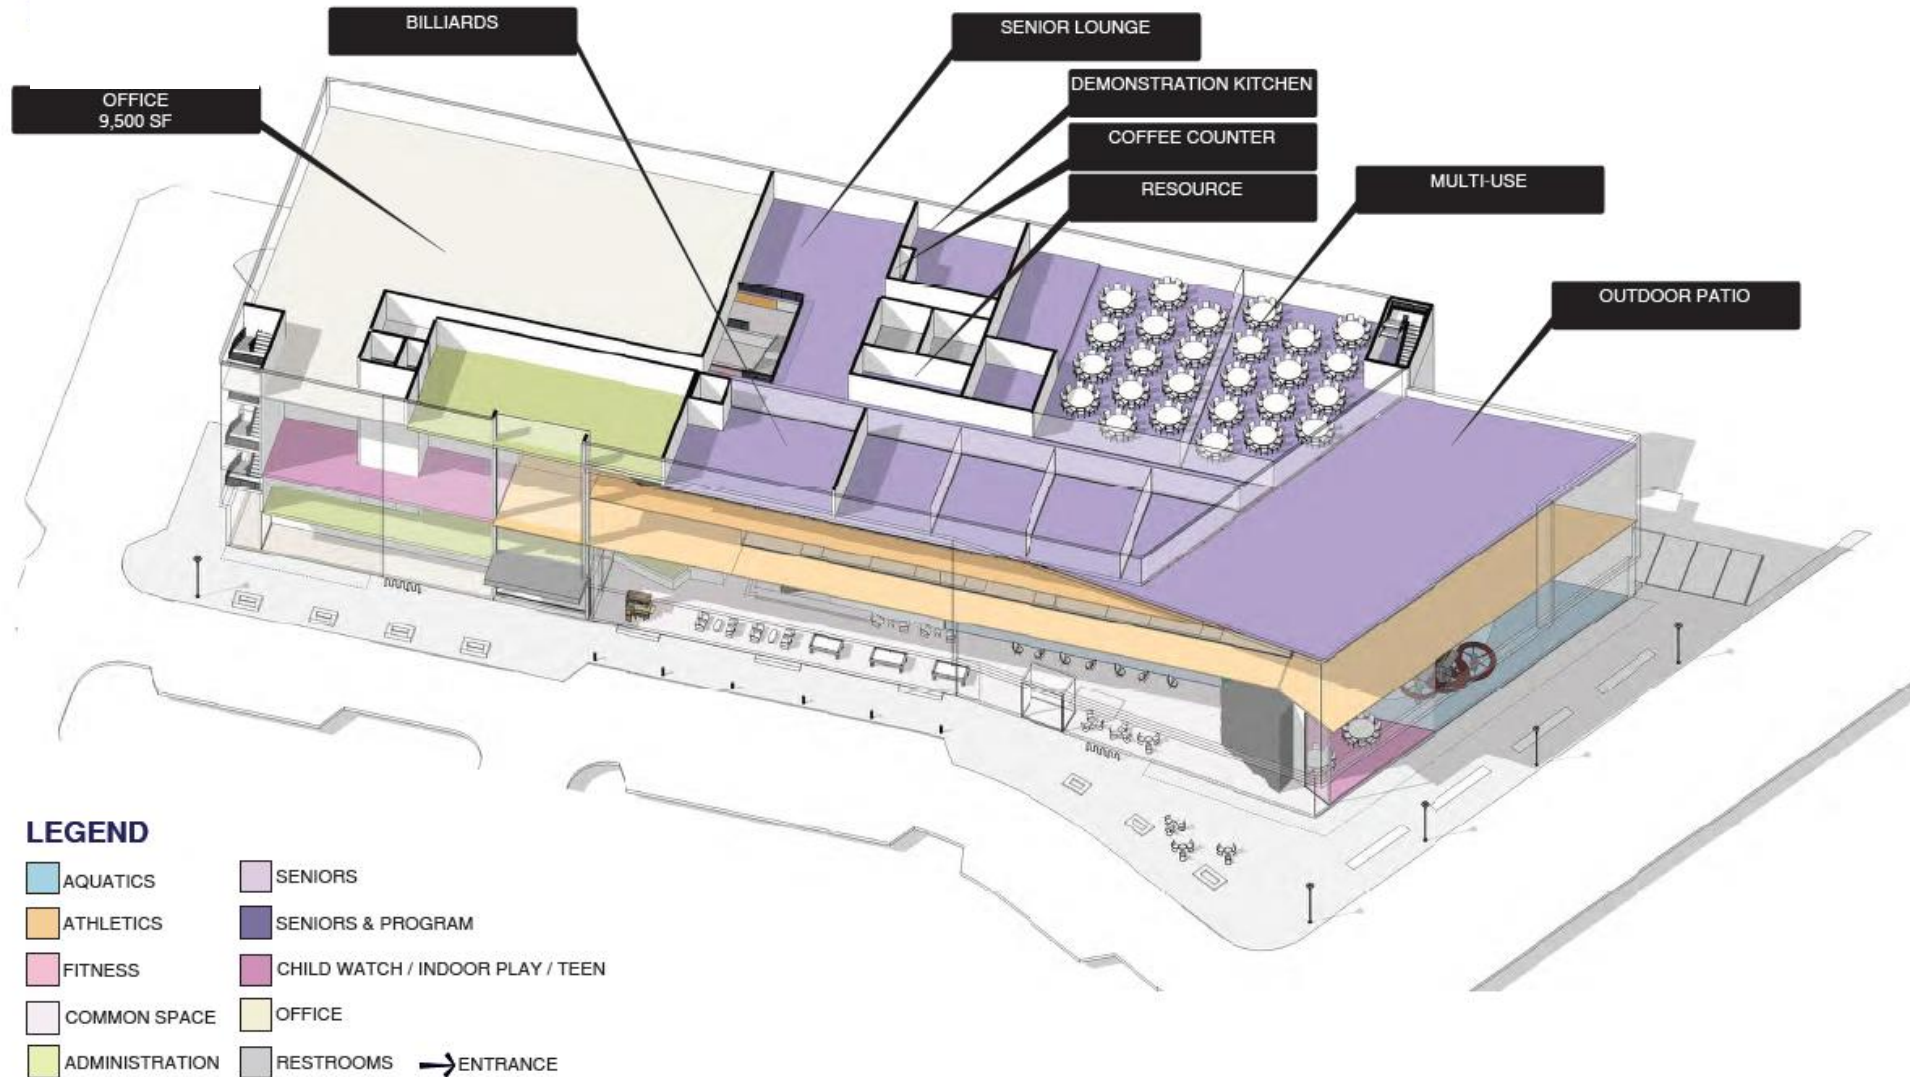 BILLIARDS
SENIOR LOUNGE
OFFICE
9,500 SF
DEMONSTRATION KITCHEN
COFFEE COUNTER
RESOURCE
MULTI-USE
OUTDOOR PATIO
LEGEND
AQUATICS
SENIORS
ATHLETICS
SENIORS & PROGRAM
FITNESS
CHILD WATCH / INDOOR PLAY / TEEN
COMMON SPACE
OFFICE
ADMINISTRATION
RESTROOMS
ENTRANCE